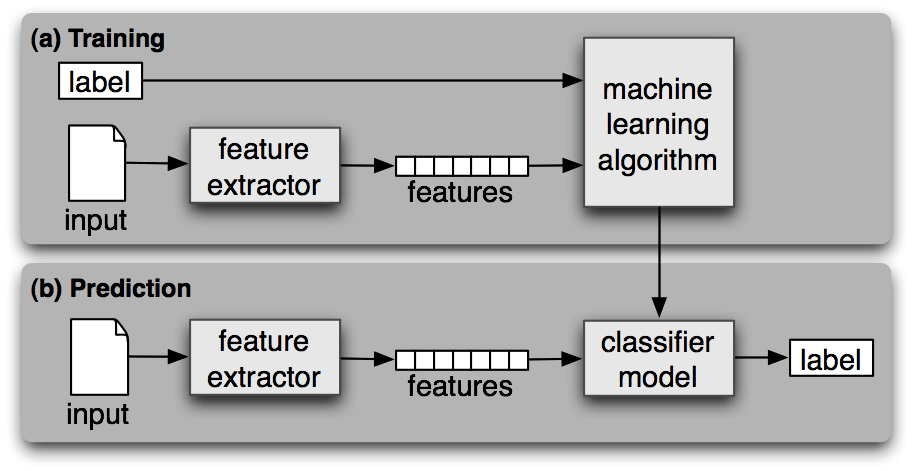 (a) Training
label
machine
learning
algorithm
feature
extractor
features
input
(b) Prediction
feature
extractor
features
classifier
model
label
input